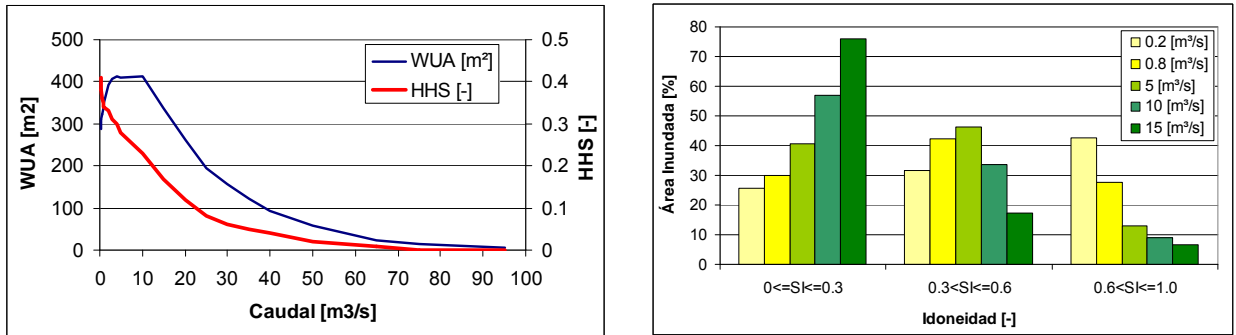 500
400
300
200
100
0
WUA [m2]
0 10 20 30 40 50 60 70 80 90 100
Caudal [m3/s]
0.5
0.4
0.3
0.2
0.1
0
HHS [-]
WUA [m²]
HHS [-]
90
80
70
60
50
40
30
20
10
0
Área Inundada [%]
0<=SI<=0.3 0.3<SI<=0.6 0.6<SI<=1.0
Idoneidad [-]
0.2 [m³/s]
0.8 [m³/s]
5 [m³/s]
10 [m³/s]
15 [m³/s]